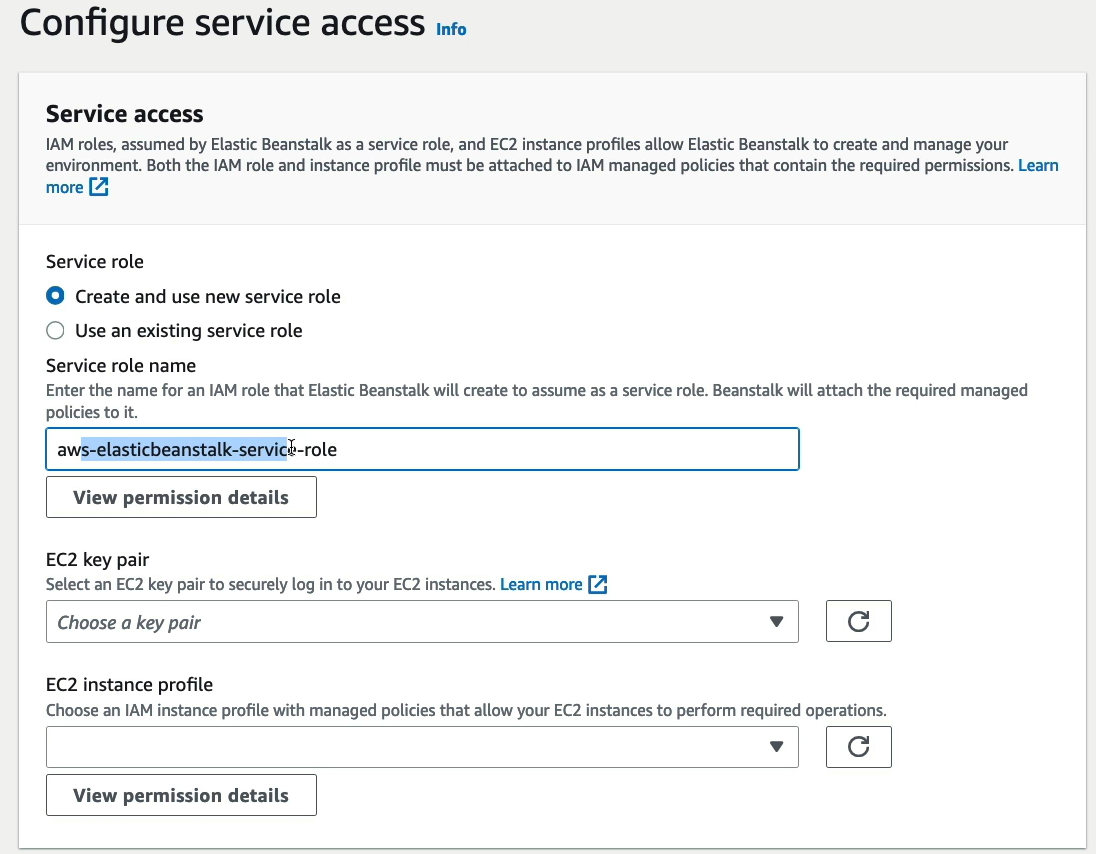 Configure service access Info
Service access
IAM roles, assumed by Elastic Beanstalk as a service role, and EC2 instance profiles allow Elastic Beanstalk to create and manage your
environment. Both the IAM role and instance profile must be attached to IAM managed policies that contain the required permissions. Learn
more
Service role
Create and use new service role
Use an existing service role
Service role name
Enter the name for an IAM role that Elastic Beanstalk will create to assume as a service role. Beanstalk will attach the required managed
policies to it.
aws-elasticbeanstalk-service-role
View permission details
EC2 key pair
Select an EC2 key pair to securely log in to your EC2 instances. Learn more
Choose a key pair
EC2 instance profile
Choose an IAM instance profile with managed policies that allow your EC2 instances to perform required operations.
View permission details